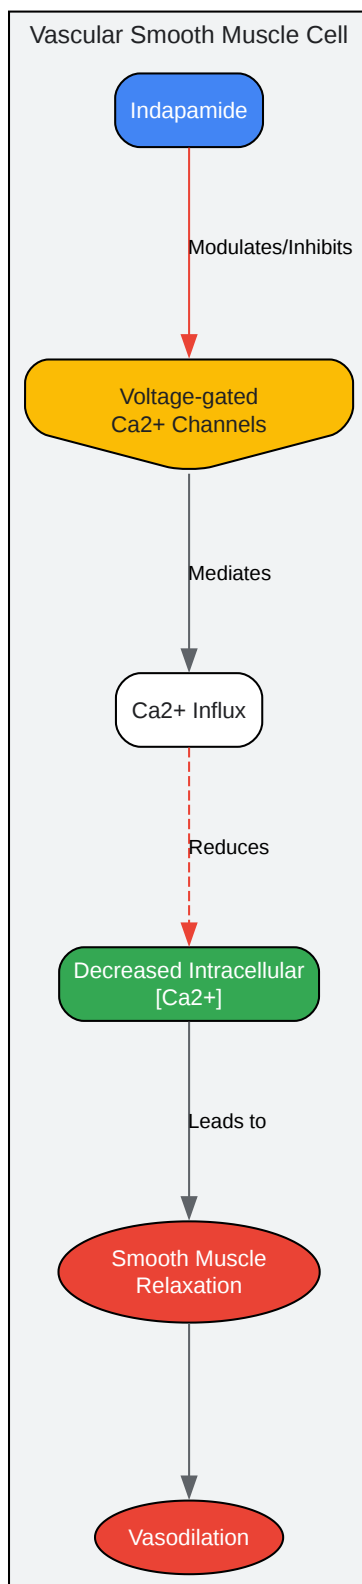 Vascular Smooth Muscle Cell
Indapamide
Modulates/Inhibits
Voltage-gated
Ca2+ Channels
Mediates
Ca2+ Influx
Reduces
Decreased Intracellular
[Ca2+]
Leads to
Smooth Muscle
Relaxation
Vasodilation